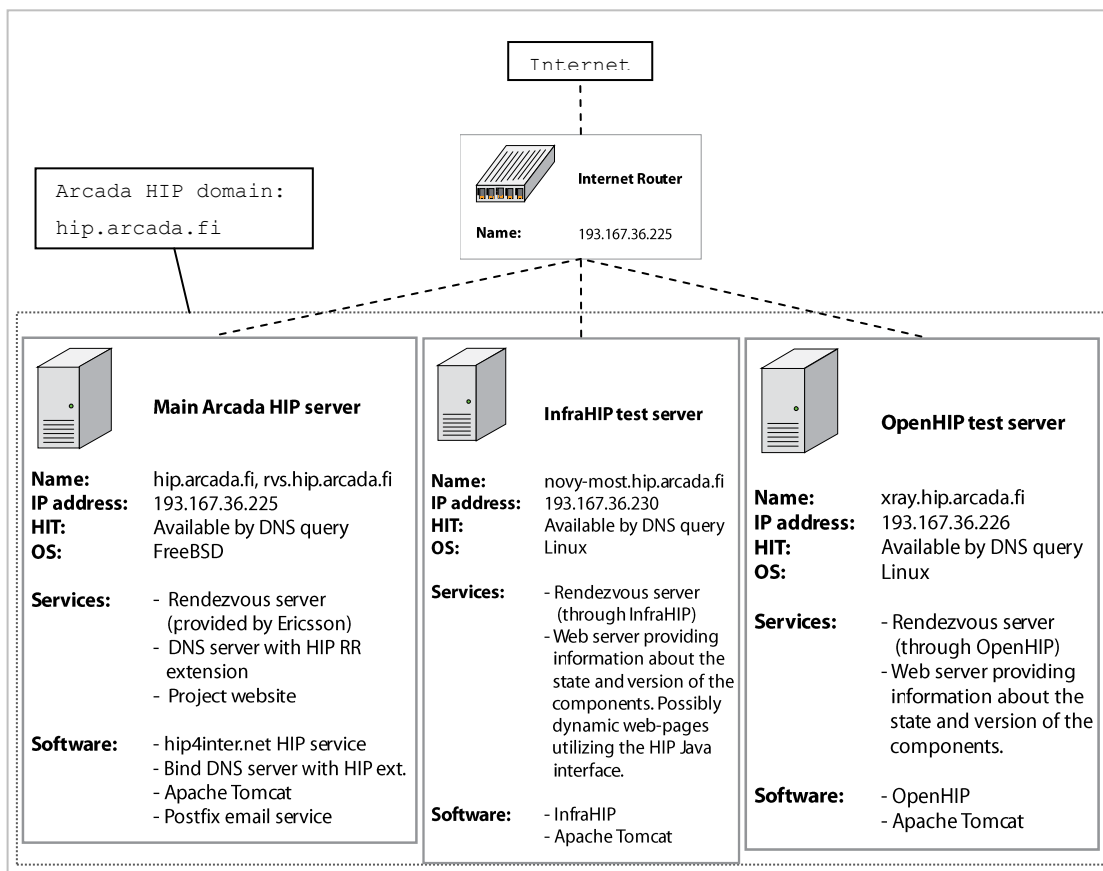 Internet
Internet Router
Name: 193.167.36.225
Arcada HIP domain:
hip.arcada.fi
Main Arcada HIP server
Name: hip.arcada.fi, rvs.hip.arcada.fi
IP address: 193.167.36.225
HIT: Available by DNS query
OS: FreeBSD
Services: - Rendezvous server
(provided by Ericsson)
- DNS server with HIP RR
extension
- Project website
Software: - hip4inter.net HIP service
- Bind DNS server with HIP ext.
- Apache Tomcat
- Postfix email service
InfraHIP test server
Name: novy-most.hip.arcada.fi
IP address: 193.167.36.230
HIT: Available by DNS query
OS: Linux
Services: - Rendezvous server
(through InfraHIP)
- Web server providing
information about the
state and version of the
components. Possibly
dynamic web-pages
utilizing the HIP Java
interface.
Software: - InfraHIP
- Apache Tomcat
OpenHIP test server
Name: xray.hip.arcada.fi
IP address: 193.167.36.226
HIT: Available by DNS query
OS: Linux
Services: - Rendezvous server
(through OpenHIP)
- Web server providing
information about the
state and version of the
components.
Software: - OpenHIP
- Apache Tomcat